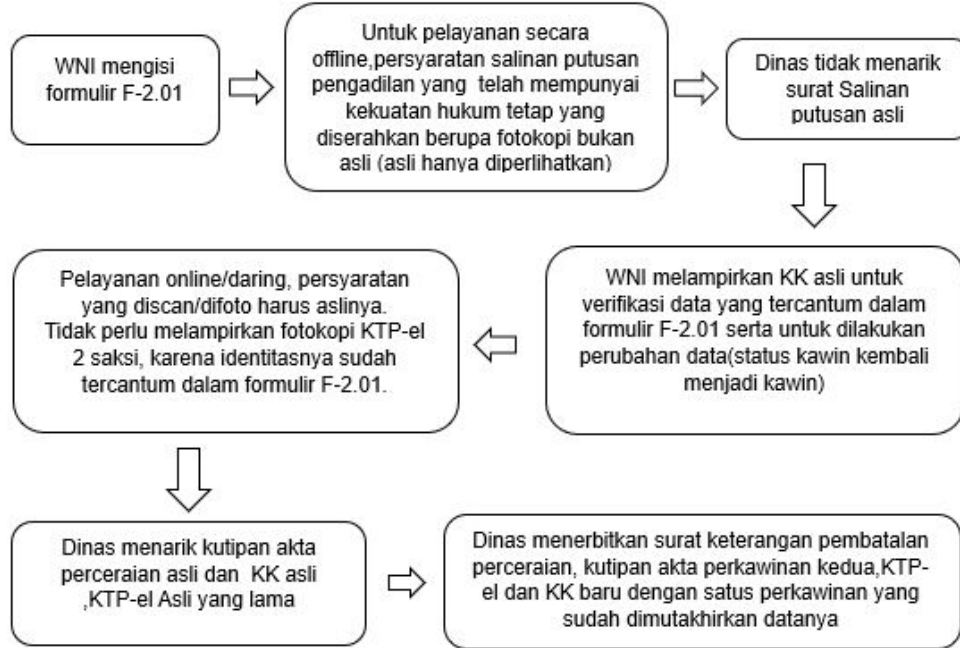 WNI mengisi
formulir F-2.01
Untuk pelayanan secara
offline,persyaratan salinan putusan
pengadilan yang telah mempunyai
kekuatan hukum tetap yang
diserahkan berupa fotokopi bukan
asli (asli hanya diperlihatkan)
Dinas tidak menarik
surat Salinan
putusan asli
WNI melampirkan KK asli untuk
verifikasi data yang tercantum dalam
formulir F-2.01 serta untuk dilakukan
perubahan data(status kawin kembali
menjadi kawin)
Pelayanan online/daring, persyaratan
yang discan/difoto harus aslinya.
Tidak perlu melampirkan fotokopi KTP-el
2 saksi, karena identitasnya sudah
tercantum dalam formulir F-2.01.
Dinas menarik kutipan akta
perceraian asli dan KK asli
,KTP-el Asli yang lama
Dinas menerbitkan surat keterangan pembatalan
perceraian, kutipan akta perkawinan kedua,KTP-
el dan KK baru dengan satus perkawinan yang
sudah dimutakhirkan datanya